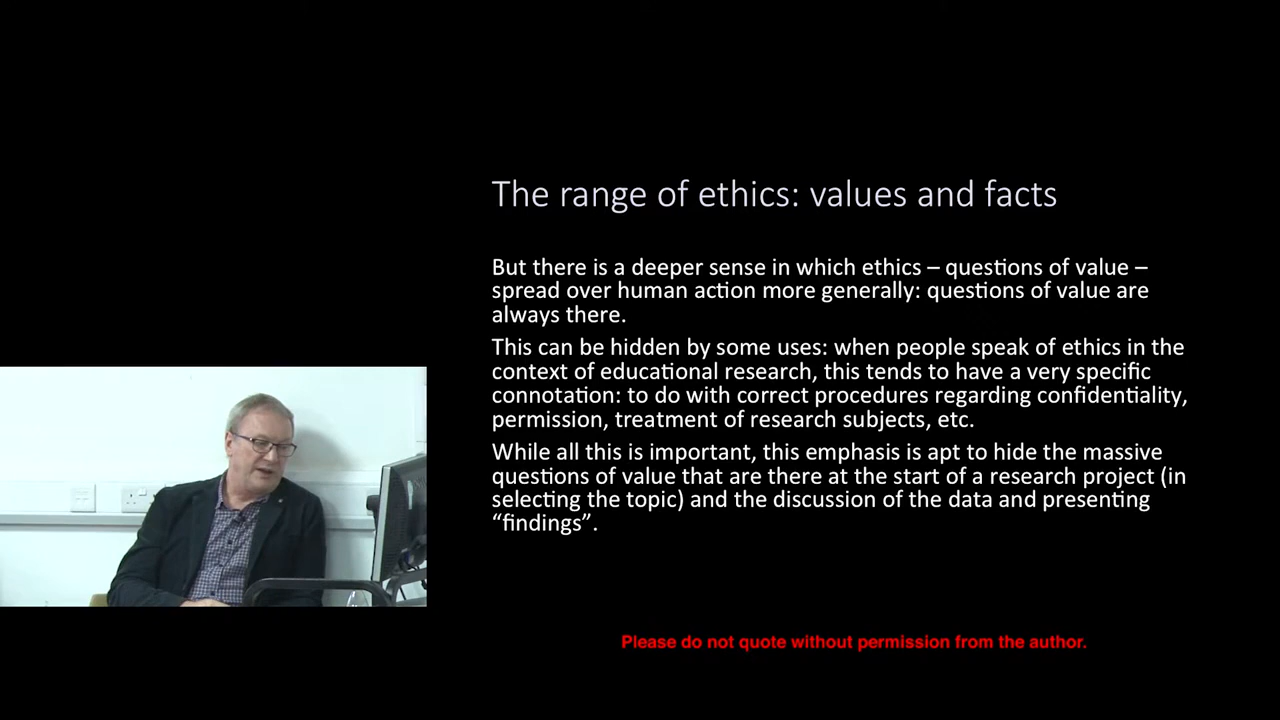 The range of ethics: values and facts
But there is a deeper sense in which ethics – questions of value –
spread over human action more generally: questions of value are
always there.
This can be hidden by some uses: when people speak of ethics in the
context of educational research, this tends to have a very specific
connotation: to do with correct procedures regarding confidentiality,
permission, treatment of research subjects, etc.
While all this is important, this emphasis is apt to hide the massive
questions of value that are there at the start of a research project (in
selecting the topic) and the discussion of the data and presenting
“findings”.
Please do not quote without permission from the author.